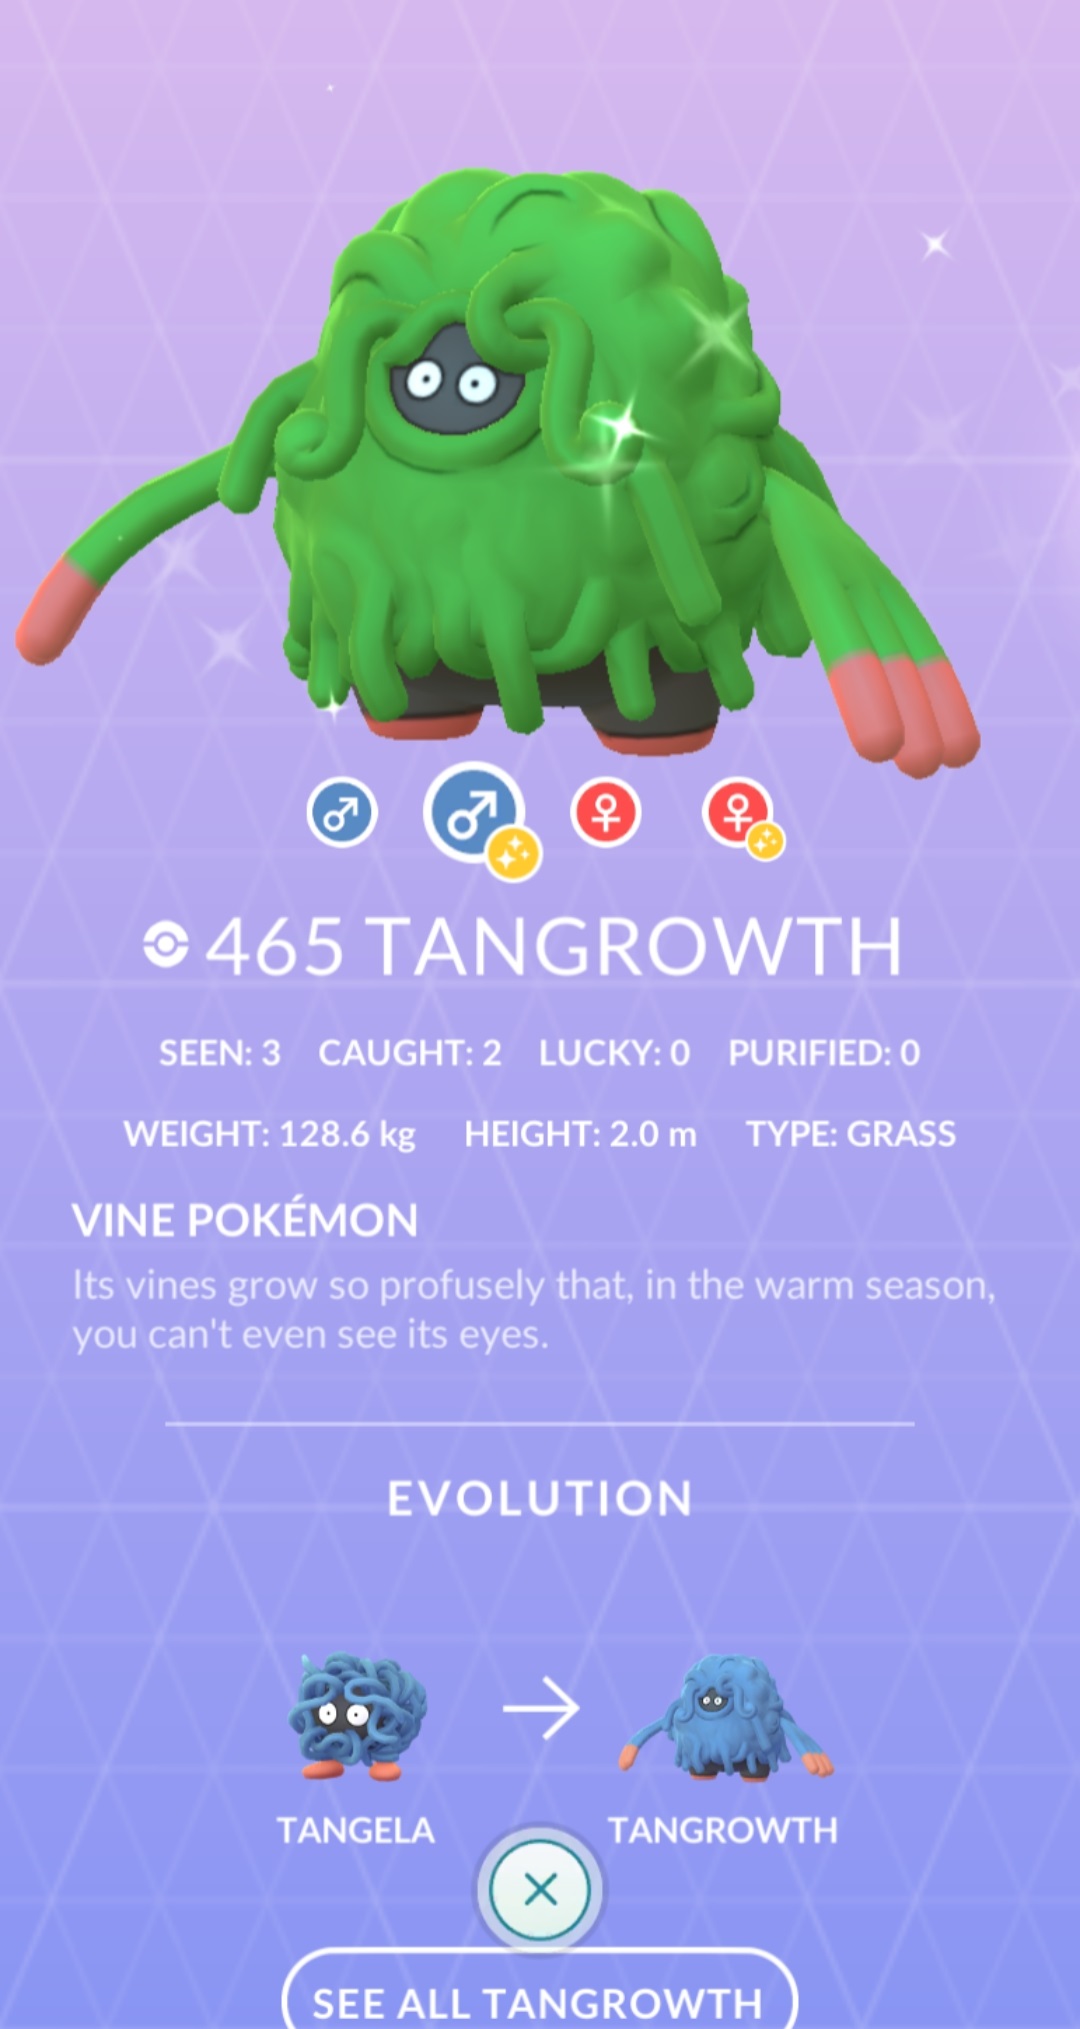 465 TANGROWTH
SEEN: 3 CAUGHT: 2 LUCKY: 0 PURIFIED: 0
WEIGHT: 128.6 kg HEIGHT: 2.0 m TYPE: GRASS
VINE POKÉMON
Its vines grow so profusely that, in the warm season,
you can't even see its eyes.
EVOLUTION
TANGELA TANGROWTH
SEE ALL TANGROWTH